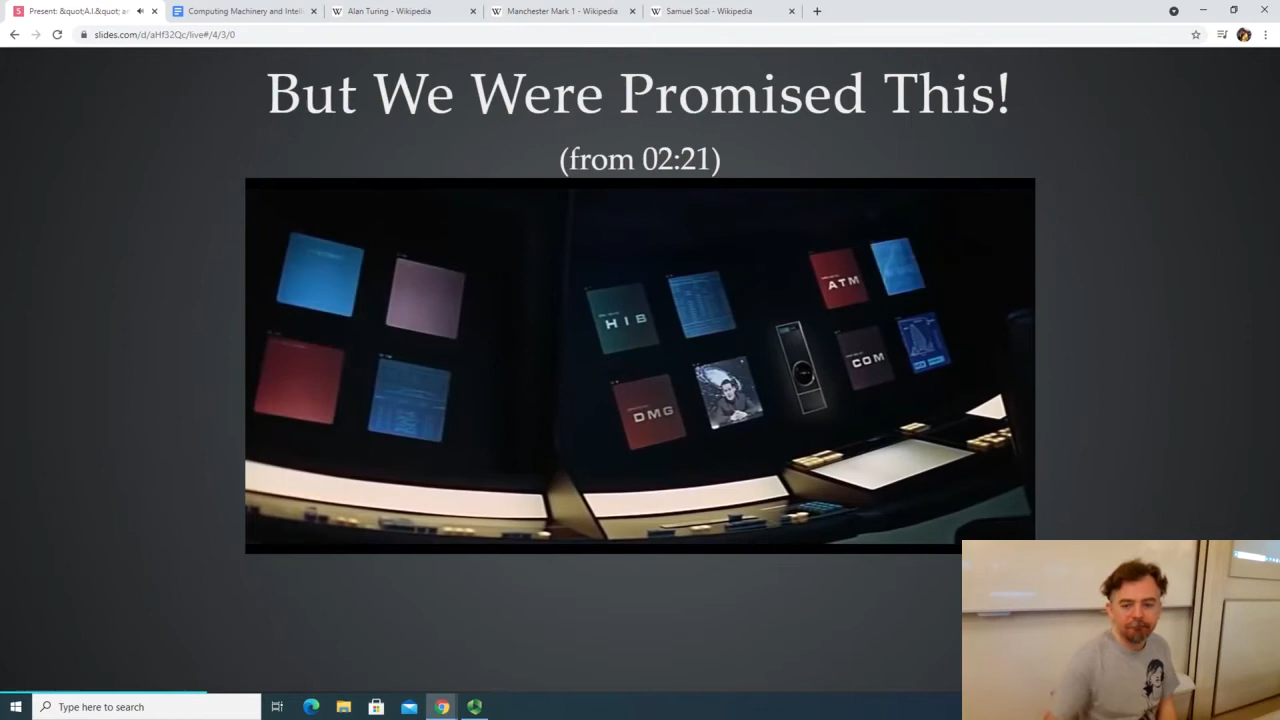 Present: &quot;A.I.&quot; a
Computing Machinery and Intelli
Alan Turing - Wikipedia
Manchester Mark 1 - Wikipedia
Samuel Soal - Wikipedia
slides.com/d/aHf32Qc/live#/4/3/0
But We Were Promised This!
(from 02:21)
HIB
ATM
DMG
COM
Type here to search